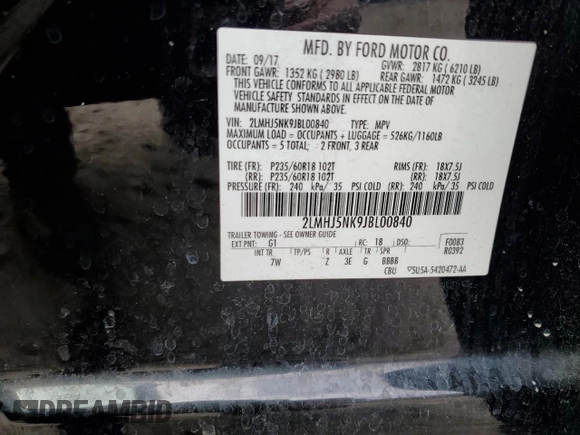 MFD. BY FORD MOTOR CO.
DATE: 09/17 GVWR: 2817 KG ( 6210 LB)
FRONT GAWR: 1352 KG ( 2980 LB) REAR GAWR: 1472 KG ( 3245 LB)
THIS VEHICLE CONFORMS TO ALL APPLICABLE FEDERAL MOTOR
VEHICLE SAFETY AND BUMPER STANDARDS IN EFFECT ON THE DATE OF
MANUFACTURE SHOWN ABOVE.
VIN: 2LMHJ5NK9JBL00840 TYPE: MPV
MAXIMUM LOAD = OCCUPANTS + LUGGAGE = 526KG/1160LB
OCCUPANTS = 5 TOTAL; 2 FRONT, 3 REAR
TIRE (FR): P235/60R18 102T RIMS (FR): 18X7.5J
(RR): P235/60R18 102T (RR): 18X7.5J
PRESSURE (FR): 240 kPa/ 35 PSI COLD (RR): 240 kPa/ 35 PSI COLD
2LMHJ5NK9JBL00840
TRAILER TOWING - SEE OWNER GUIDE
EXT PNT: G1 RC: 18 DSO: F0083
R0392
INT TR TP/PS R AXLE TR SPR
7W Z 3E G BBBB
CBU 5U5A-5420472-AA
DREAMBID